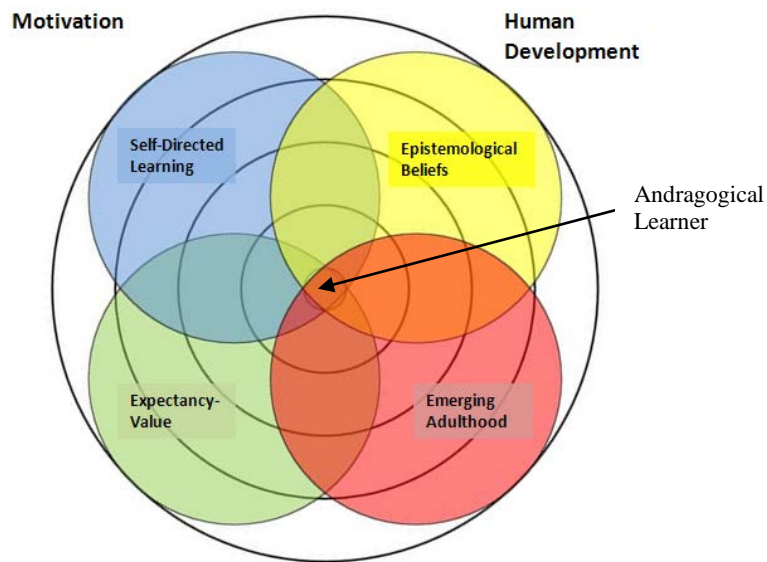 Motivation
Human
Development
Self-Directed
Learning
Epistemological
Beliefs
Andragogical
Learner
Expectancy-
Value
Emerging
Adulthood